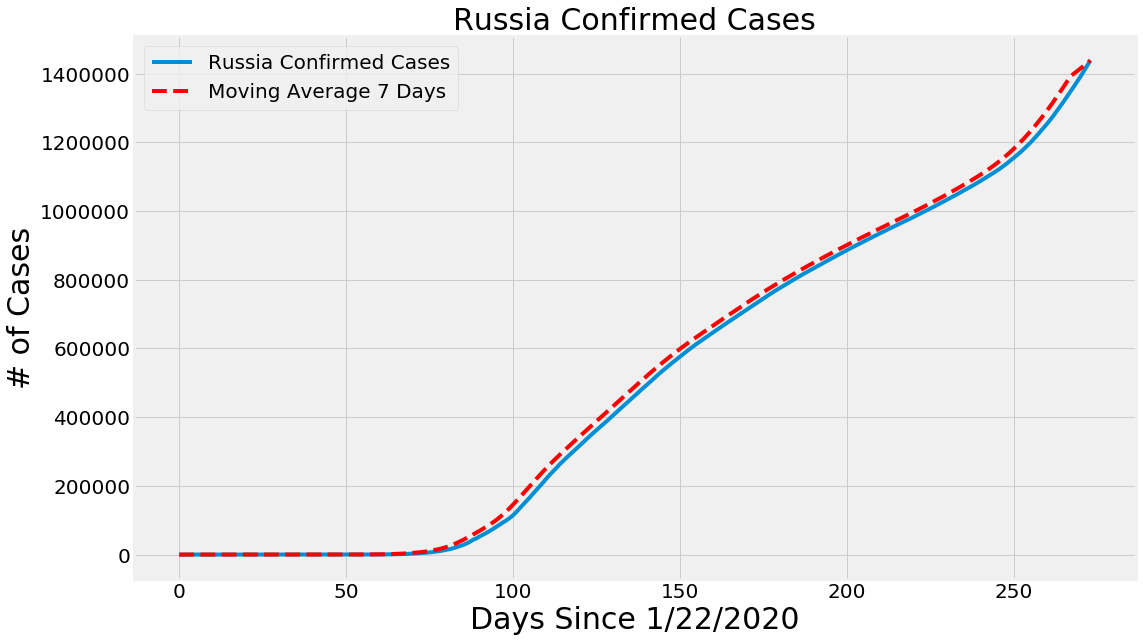 Russia Confirmed Cases
Russia Confirmed Cases
Moving Average 7 Days
# of Cases
1400000
1200000
1000000
800000
600000
400000
200000
0
0 50 100 150 200 250
Days Since 1/22/2020